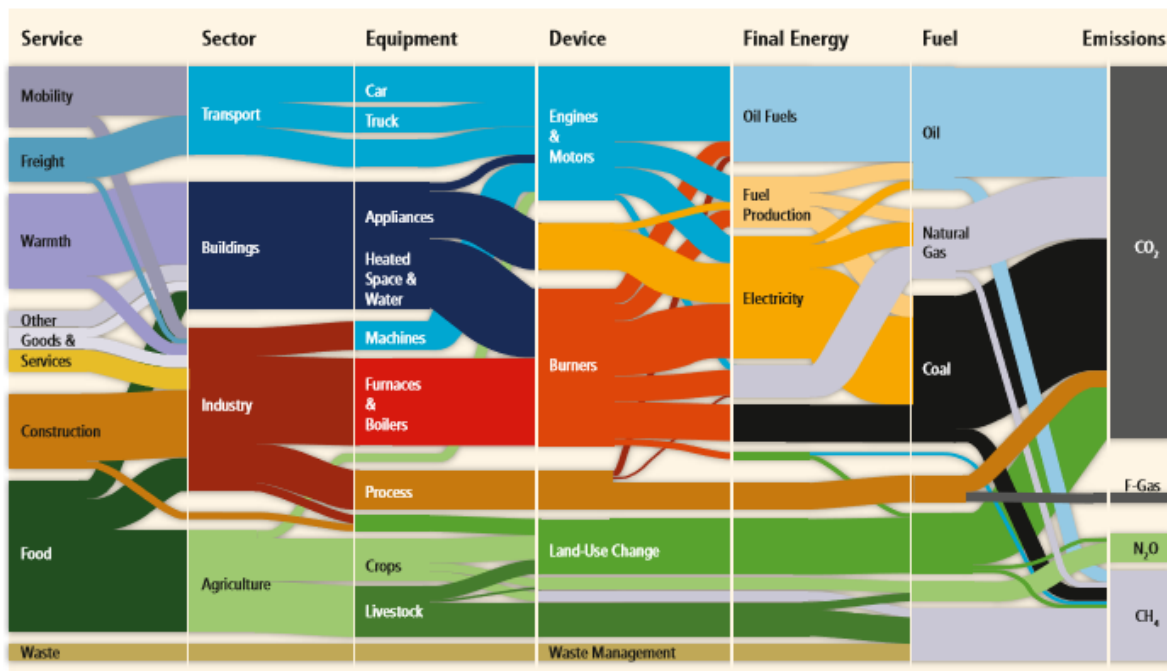 Service
Sector
Equipment
Device
Final Energy
Fuel
Emissions
Mobility
Freight
Warmth
Other
Goods &
Services
Construction
Food
Waste
Transport
Buildings
Industry
Agriculture
Car
Truck
Appliances
Heated
Space &
Water
Machines
Furnaces
&
Boilers
Process
Crops
Livestock
Engines
&
Motors
Burners
Land-Use Change
Waste Management
Oil Fuels
Fuel
Production
Electricity
Oil
Natural
Gas
Coal
CO₂
F-Gas
N₂O
CH₄